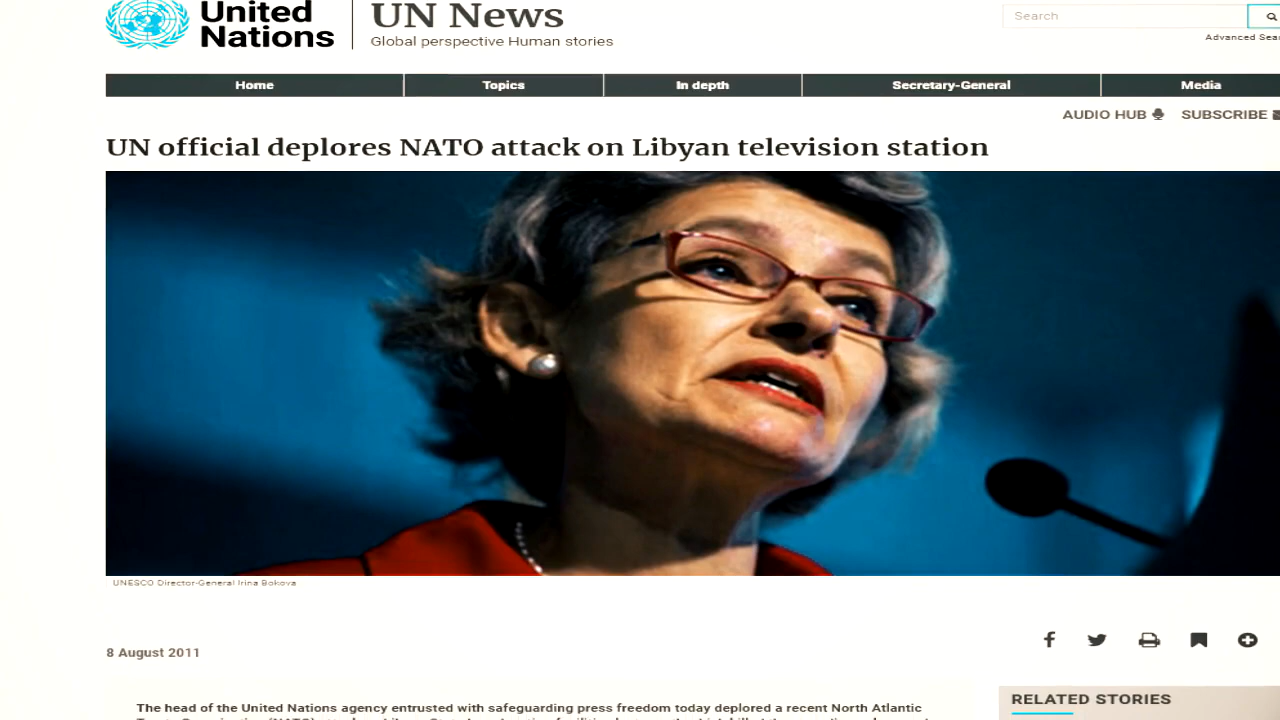 United
Nations
UN News
Global perspective Human stories
Search
Advanced Sear
Home
Topics
In depth
Secretary-General
Media
AUDIO HUB
SUBSCRIBE
UN official deplores NATO attack on Libyan television station
UNESCO Director-General Irina Bokova
8 August 2011
The head of the United Nations agency entrusted with safeguarding press freedom today deplored a recent North Atlantic
RELATED STORIES